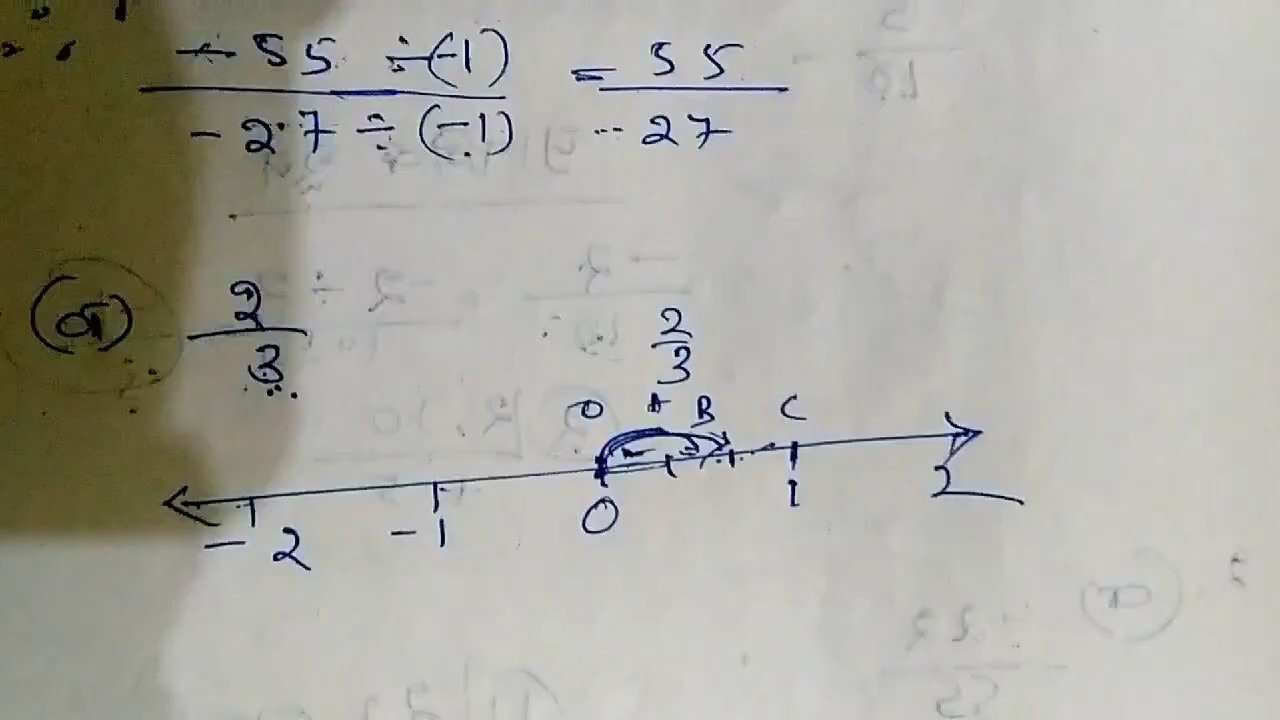 -55 ÷(-1) = 55
-27 ÷ (-1) -27
(क) 2
3
2
3
O A B C
-2 -1 0 1 2